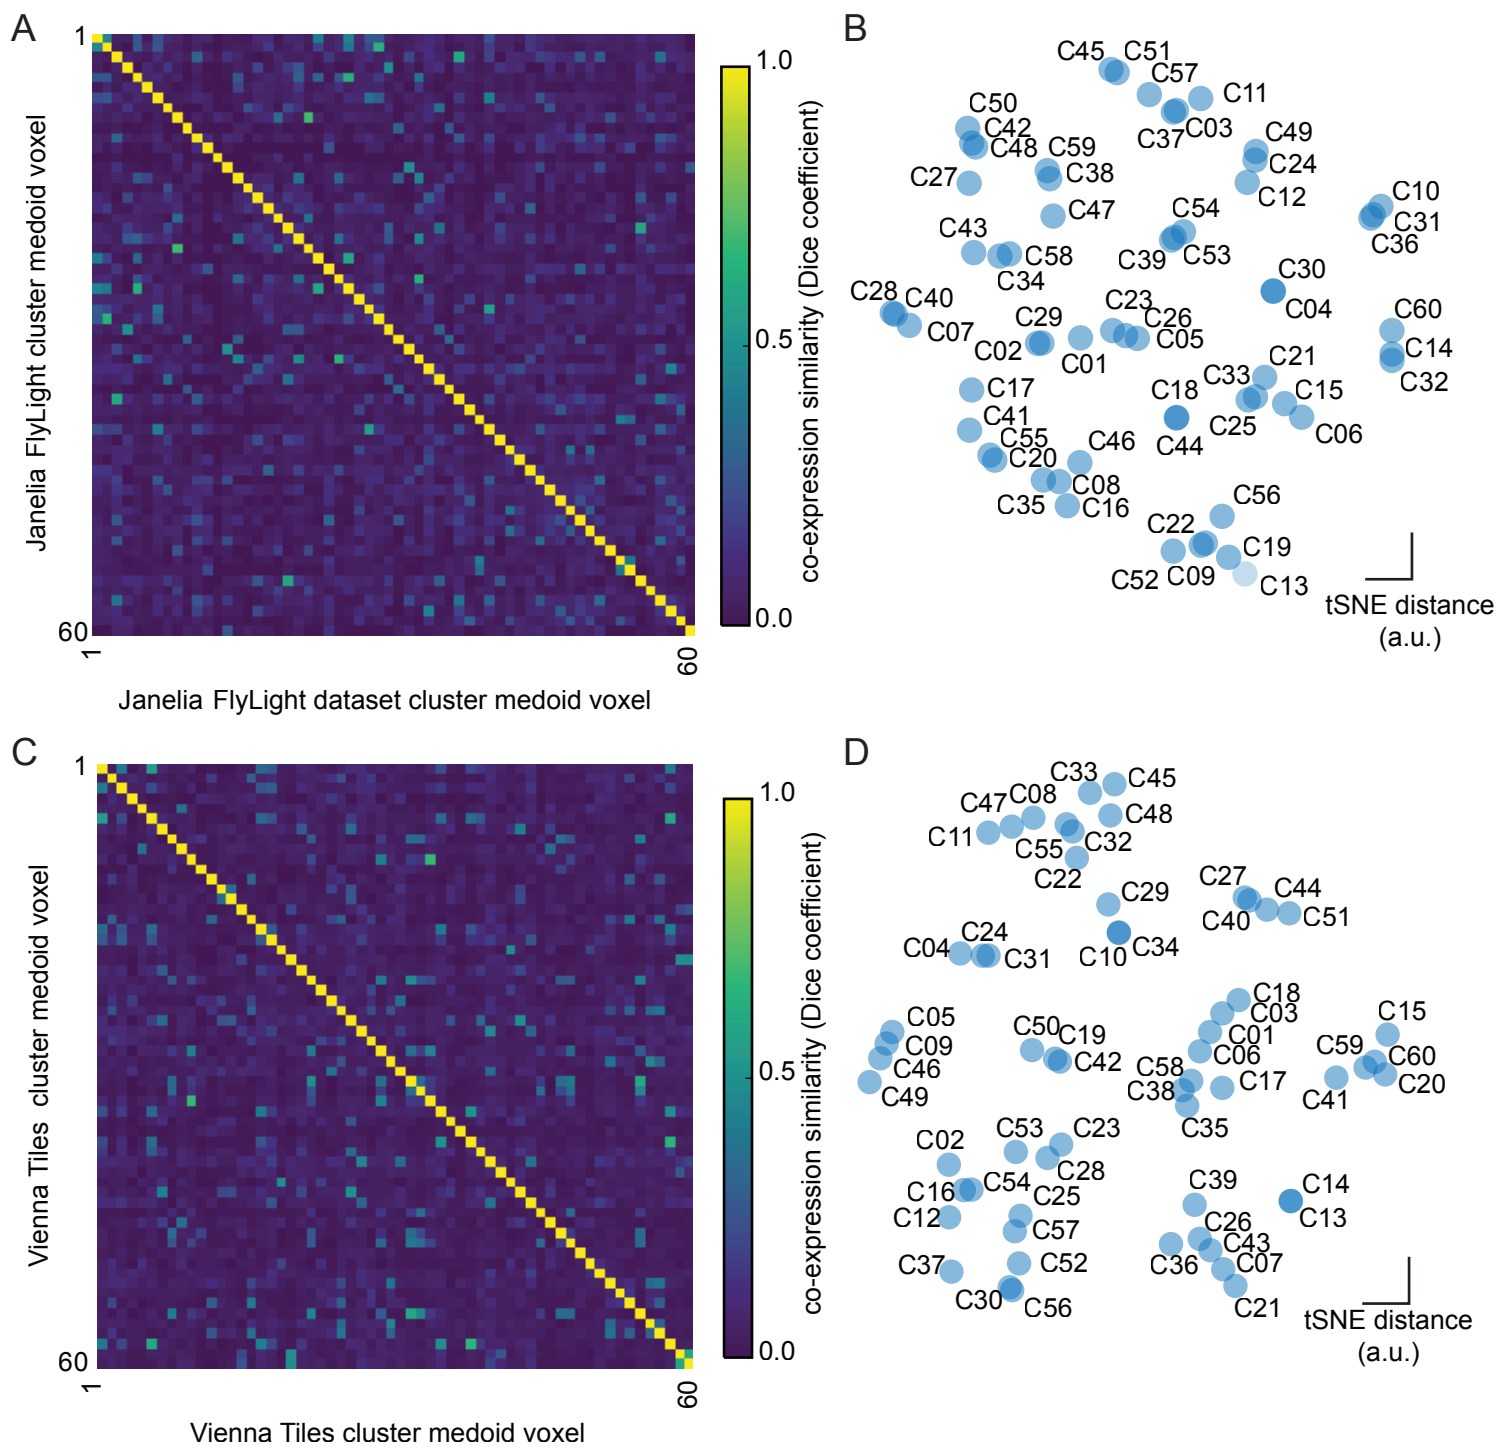 A
1
60
1
60
Janelia FlyLight cluster medoid voxel
Janelia FlyLight dataset cluster medoid voxel
1.0
0.5
0.0
co-expression similarity (Dice coefficient)
B
C45 C51
C57
C11
C50
C42
C37 C03
C49
C48
C59
C24
C27
C38
C12
C10
C47
C54
C31
C43
C36
C58
C39 C53
C34
C30
C28 C40
C23
C04
C60
C07
C29
C26
C05
C14
C02
C01
C21
C32
C17
C18
C33
C15
C41
C25
C06
C55
C46
C44
C20
C08
C35
C16
C56
C22
C19
C52
C09
C13
tSNE distance
(a.u.)
C
1
60
1
60
Vienna Tiles cluster medoid voxel
Vienna Tiles cluster medoid voxel
1.0
0.5
0.0
co-expression similarity (Dice coefficient)
D
C33
C45
C47 C08
C48
C11
C55
C32
C22
C27
C44
C29
C40
C51
C24
C04
C31
C10
C34
C18
C05
C03
C15
C50
C19
C01
C09
C42
C06
C59
C60
C46
C58
C17
C20
C49
C38
C41
C35
C53
C23
C02
C28
C16
C54
C39
C14
C12
C25
C13
C57
C26
C43
C37
C52
C36
C07
C30
C56
C21
tSNE distance
(a.u.)